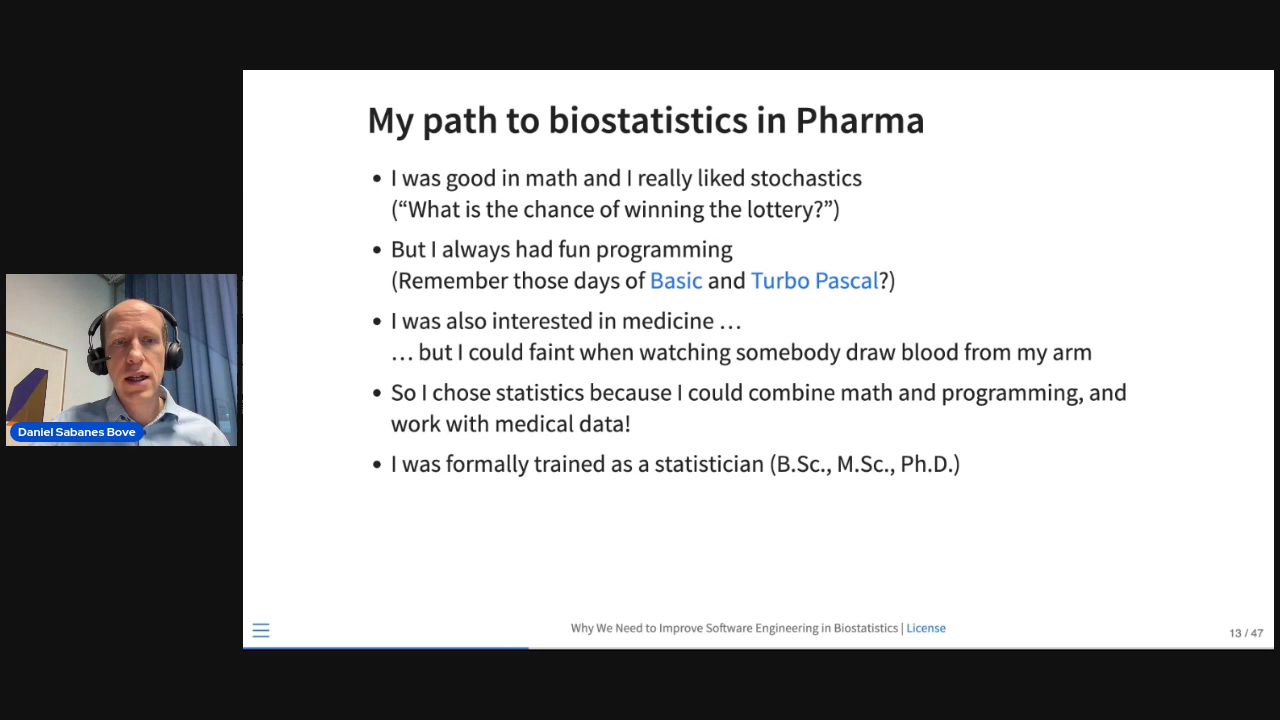 My path to biostatistics in Pharma
• I was good in math and I really liked stochastics
(“What is the chance of winning the lottery?”)
• But I always had fun programming
(Remember those days of Basic and Turbo Pascal?)
• I was also interested in medicine …
… but I could faint when watching somebody draw blood from my arm
• So I chose statistics because I could combine math and programming, and
work with medical data!
• I was formally trained as a statistician (B.Sc., M.Sc., Ph.D.)
Daniel Sabanes Bove
Why We Need to Improve Software Engineering in Biostatistics | License
13 / 47